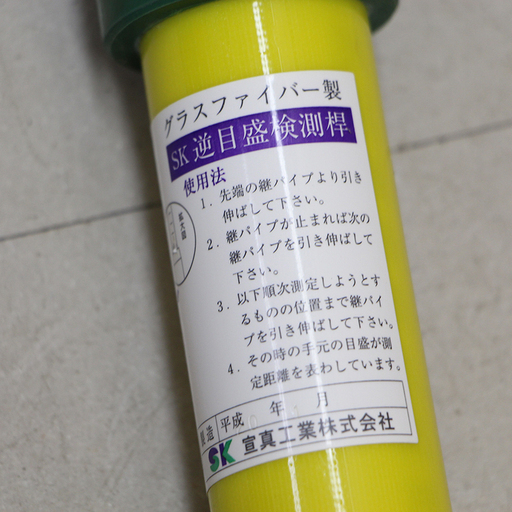 グラスファイバー製
SK 逆目盛検測桿
使用法
1. 先端の継パイプより引き
伸ばして下さい。
2. 継パイプが止まれば次の
継パイプを引き伸ばして
下さい。
3. 以下順次測定しようとす
るものの位置まで継パイ
プを引き伸ばして下さい。
4. その時の手元の目盛が測
定距離を表わしています。
製造 平成 年 月
SK 宣真工業株式会社